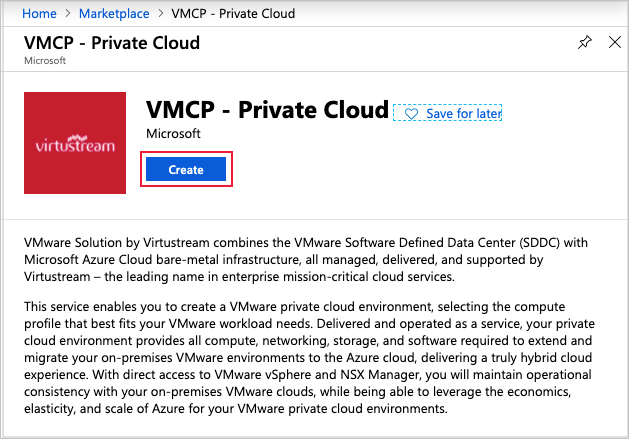 Home > Marketplace > VMCP - Private Cloud
VMCP - Private Cloud
Microsoft
virtustream
VMCP - Private Cloud
Save for later
Microsoft
Create
VMware Solution by Virtustream combines the VMware Software Defined Data Center (SDDC) with
Microsoft Azure Cloud bare-metal infrastructure, all managed, delivered, and supported by
Virtustream – the leading name in enterprise mission-critical cloud services.
This service enables you to create a VMware private cloud environment, selecting the compute
profile that best fits your VMware workload needs. Delivered and operated as a service, your private
cloud environment provides all compute, networking, storage, and software required to extend and
migrate your on-premises VMware environments to the Azure cloud, delivering a truly hybrid cloud
experience. With direct access to VMware vSphere and NSX Manager, you will maintain operational
consistency with your on-premises VMware clouds, while being able to leverage the economics,
elasticity, and scale of Azure for your VMware private cloud environments.